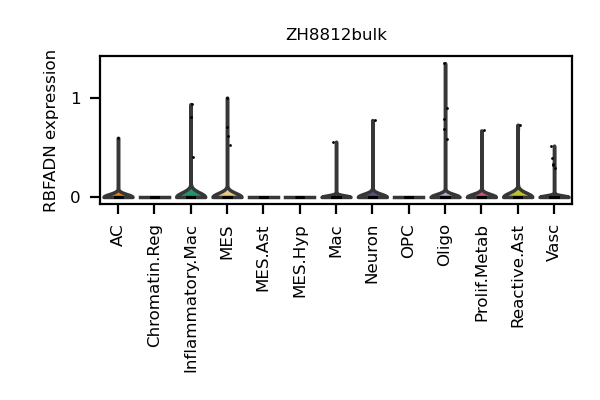 ZH8812bulk
RBFADN expression
1
0
AC
Chromatin.Reg
Inflammatory.Mac
MES
MES.Ast
MES.Hyp
Mac
Neuron
OPC
Oligo
Prolif.Metab
Reactive.Ast
Vasc